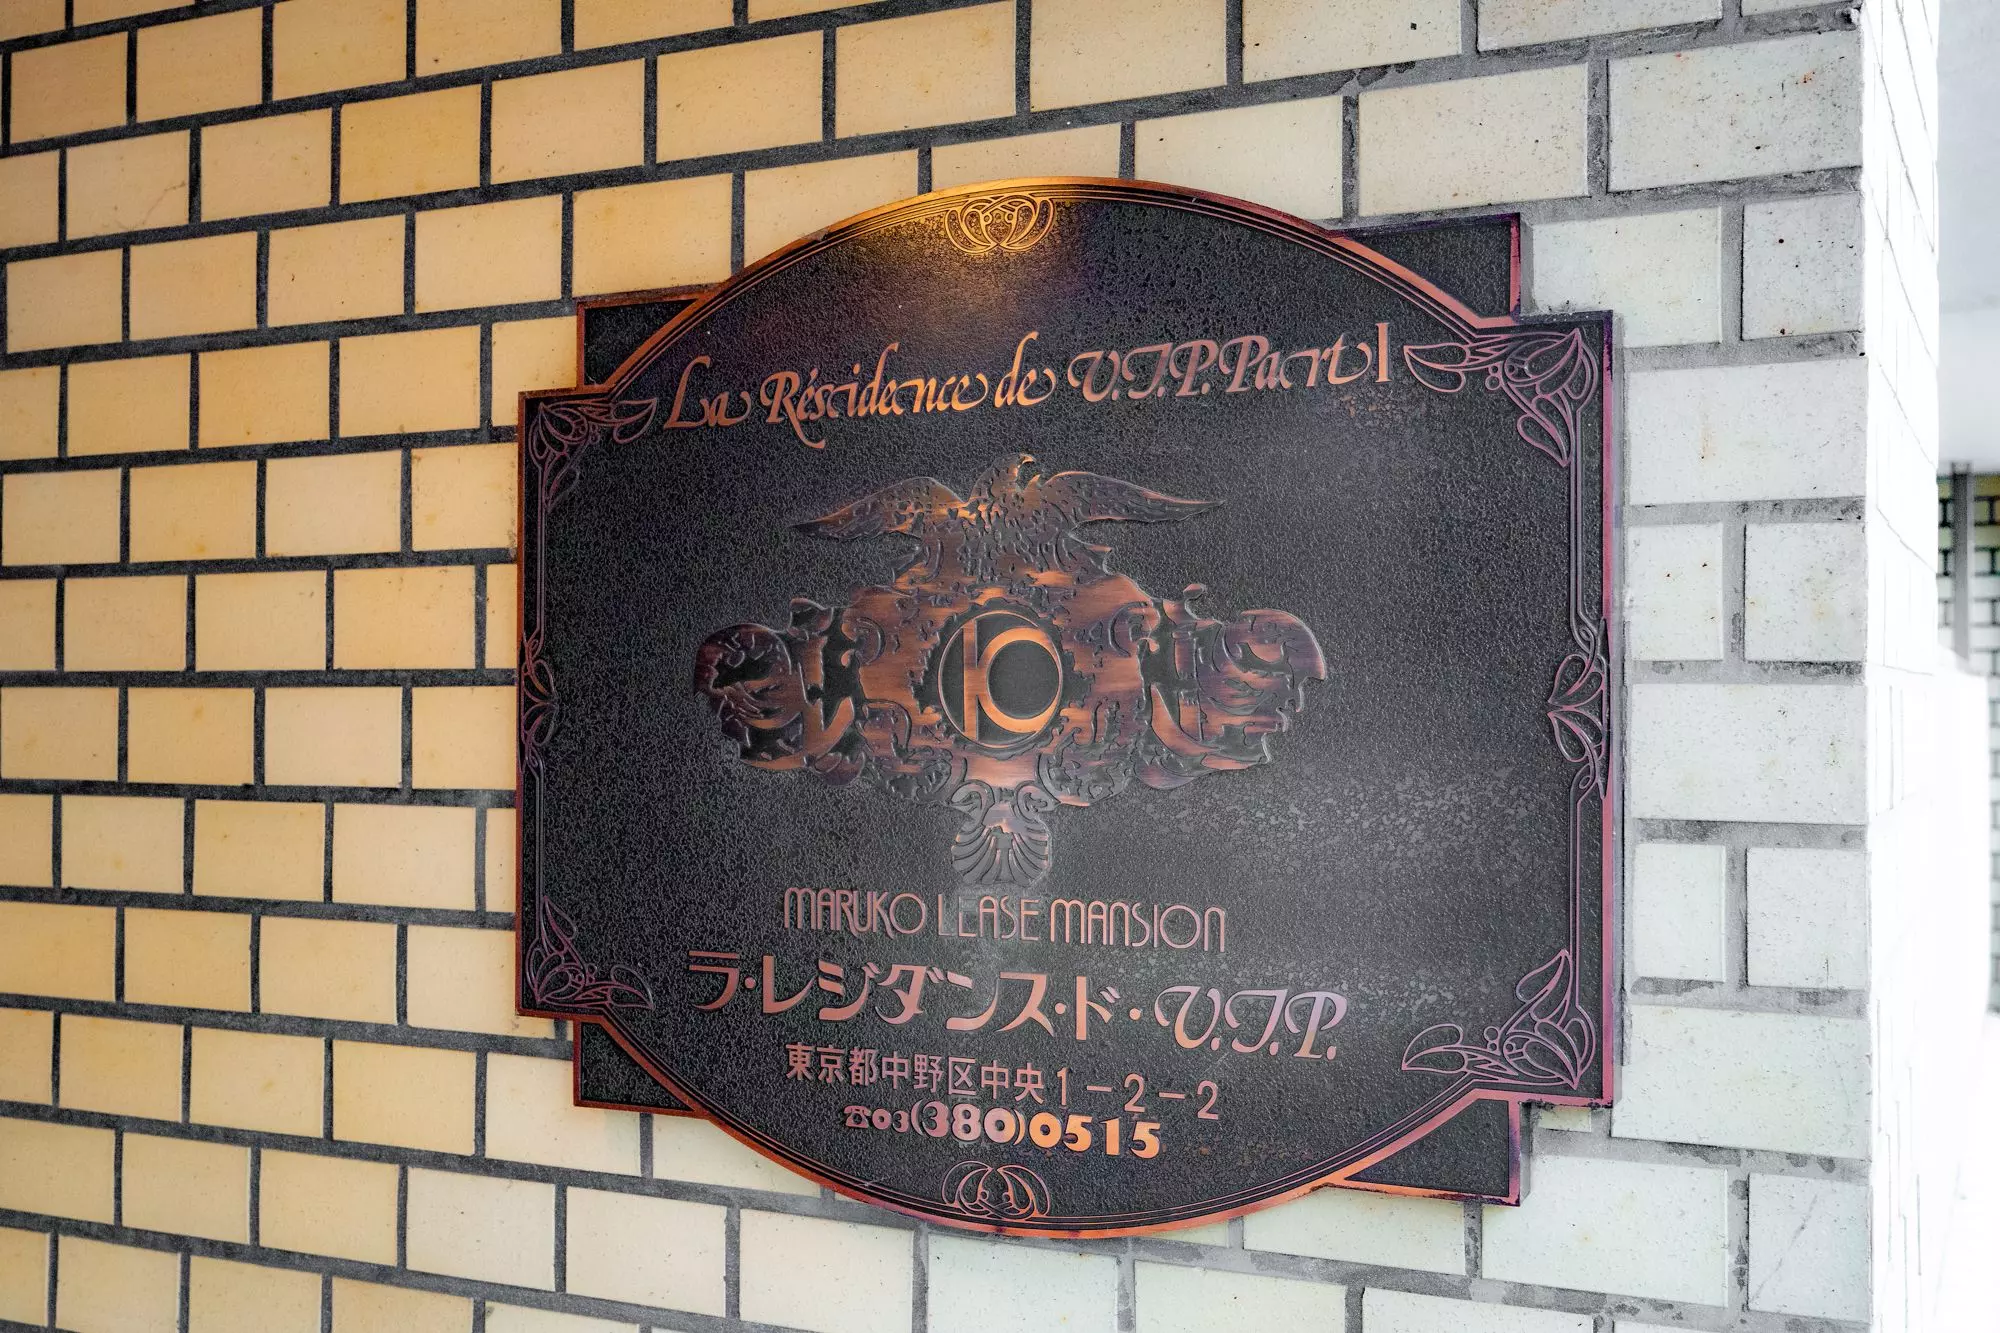 La Résidence de V.I.P. Part I
MARUKO LEASE MANSION
ラ・レジダンス・ド・V.I.P.
東京都中野区中央1-2-2
☎03(380)0515